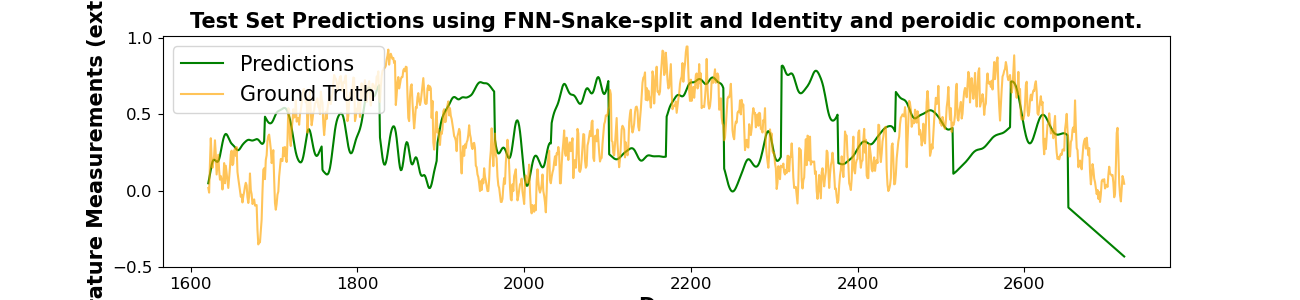 Test Set Predictions using FNN-Snake-split and Identity and peroidic component.
Measurements
1.0
0.5
0.0
−0.5
Predictions
Ground Truth
1600
1800
2000
2200
2400
2600